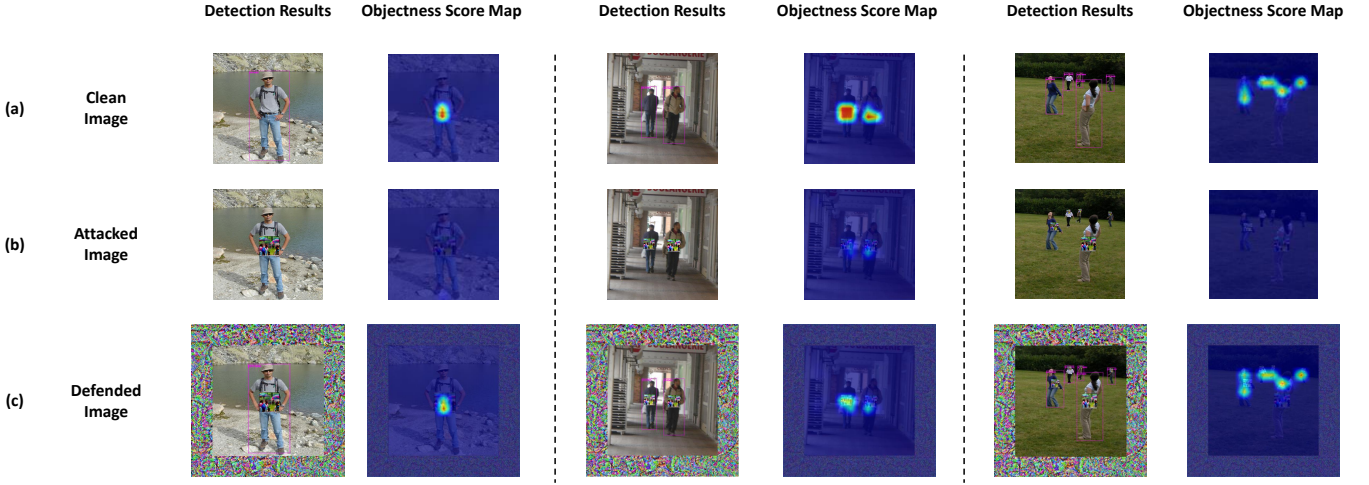 Detection Results Objectness Score Map Detection Results Objectness Score Map Detection Results Objectness Score Map
(a) Clean Image
(b) Attacked Image
(c) Defended Image